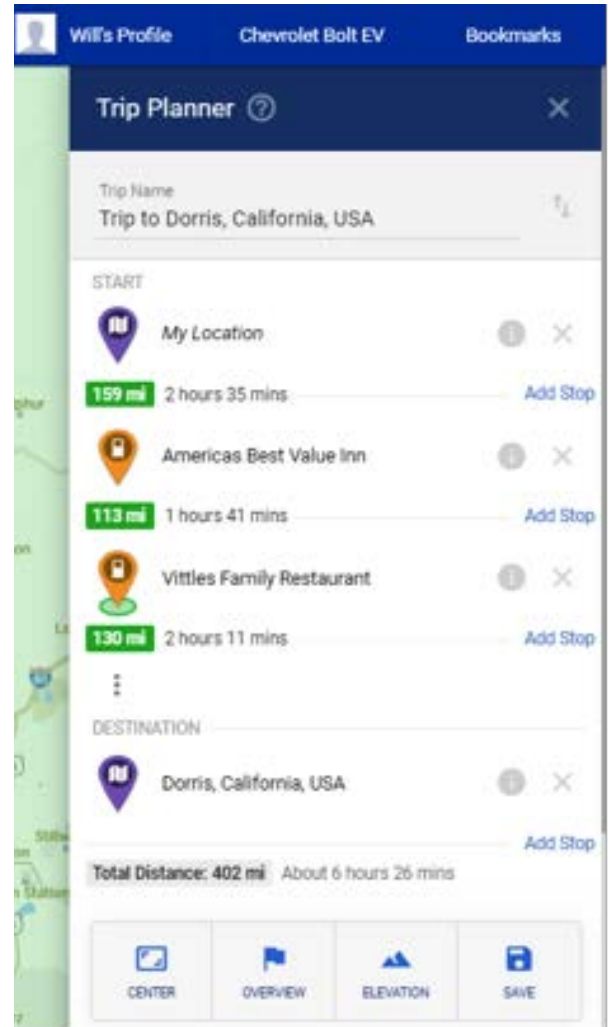 Will's Profile Chevrolet Bolt EV Bookmarks
Trip Planner ?
Trip Name
Trip to Dorris, California, USA
START
My Location
159 mi 2 hours 35 mins Add Stop
Americas Best Value Inn
113 mi 1 hours 41 mins Add Stop
Vittles Family Restaurant
130 mi 2 hours 11 mins Add Stop
DESTINATION
Dorris, California, USA
Add Stop
Total Distance: 402 mi About 6 hours 26 mins
CENTER OVERVIEW ELEVATION SAVE